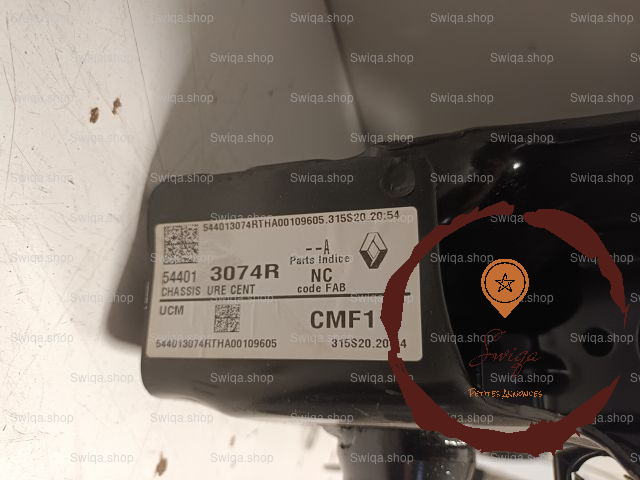 544013074RTHA00109605.315S20.20:54
--A
Parts Indice
54401 3074R NC
CHASSIS URE CENT code FAB
UCM
CMF1
544013074RTHA00109605 315S20.20
Swiqa
PETITES ANNONCES
Swiqa.shop